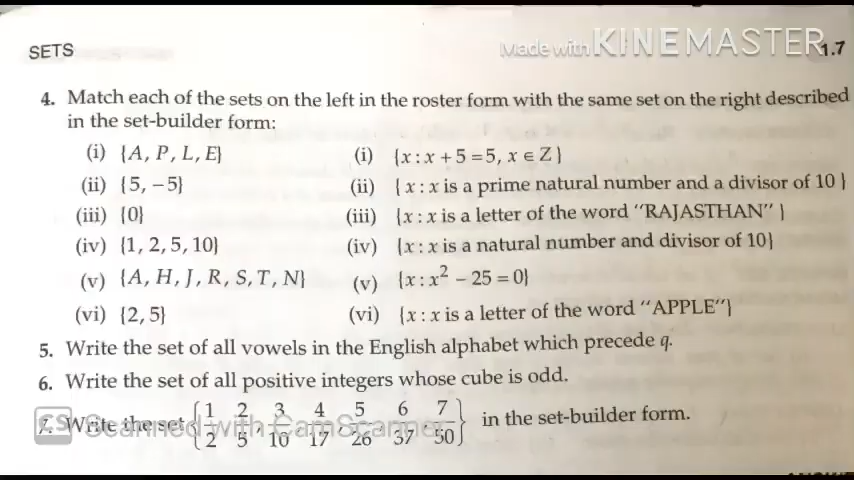 Made with KINEMASTER
SETS 1.7
4. Match each of the sets on the left in the roster form with the same set on the right described
in the set-builder form:
(i) {A, P, L, E} (i) {x : x + 5 = 5, x ∈ Z}
(ii) {5, −5} (ii) {x : x is a prime natural number and a divisor of 10}
(iii) {0} (iii) {x : x is a letter of the word "RAJASTHAN"}
(iv) {1, 2, 5, 10} (iv) {x : x is a natural number and divisor of 10}
(v) {A, H, J, R, S, T, N} (v) {x : x² − 25 = 0}
(vi) {2, 5} (vi) {x : x is a letter of the word "APPLE"}
5. Write the set of all vowels in the English alphabet which precede q.
6. Write the set of all positive integers whose cube is odd.
7. Write the set {1/2, 2/5, 3/10, 4/17, 5/26, 6/37, 7/50} in the set-builder form.
CS Scanned with CamScanner